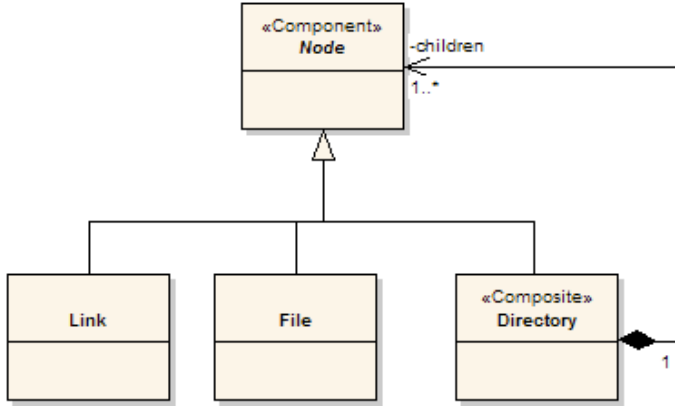 «Component»
Node
-children
1..*
Link
File
«Composite»
Directory
1